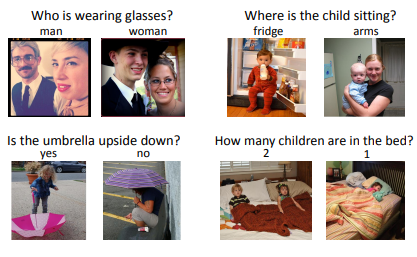 Who is wearing glasses?
man woman
Where is the child sitting?
fridge arms
Is the umbrella upside down?
yes no
How many children are in the bed?
2 1